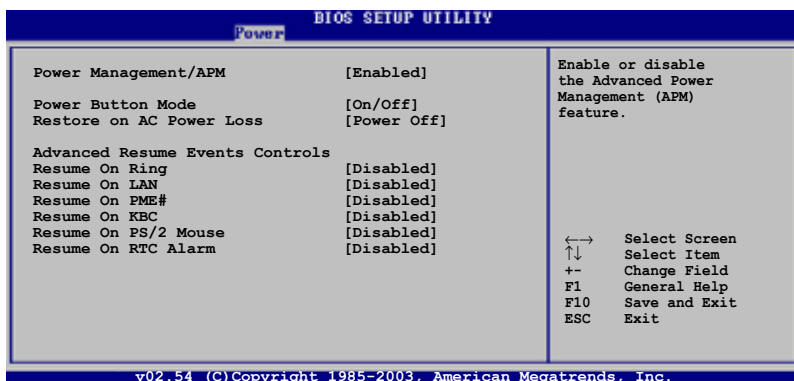 BIOS SETUP UTILITY
Power
Power Management/APM [Enabled]
Power Button Mode [On/Off]
Restore on AC Power Loss [Power Off]
Advanced Resume Events Controls
Resume On Ring [Disabled]
Resume On LAN [Disabled]
Resume On PME# [Disabled]
Resume On KBC [Disabled]
Resume On PS/2 Mouse [Disabled]
Resume On RTC Alarm [Disabled]
Enable or disable
the Advanced Power
Management (APM)
feature.
←→ Select Screen
↑↓ Select Item
+- Change Field
F1 General Help
F10 Save and Exit
ESC Exit
v02.54 (C)Copyright 1985-2003, American Megatrends, Inc.